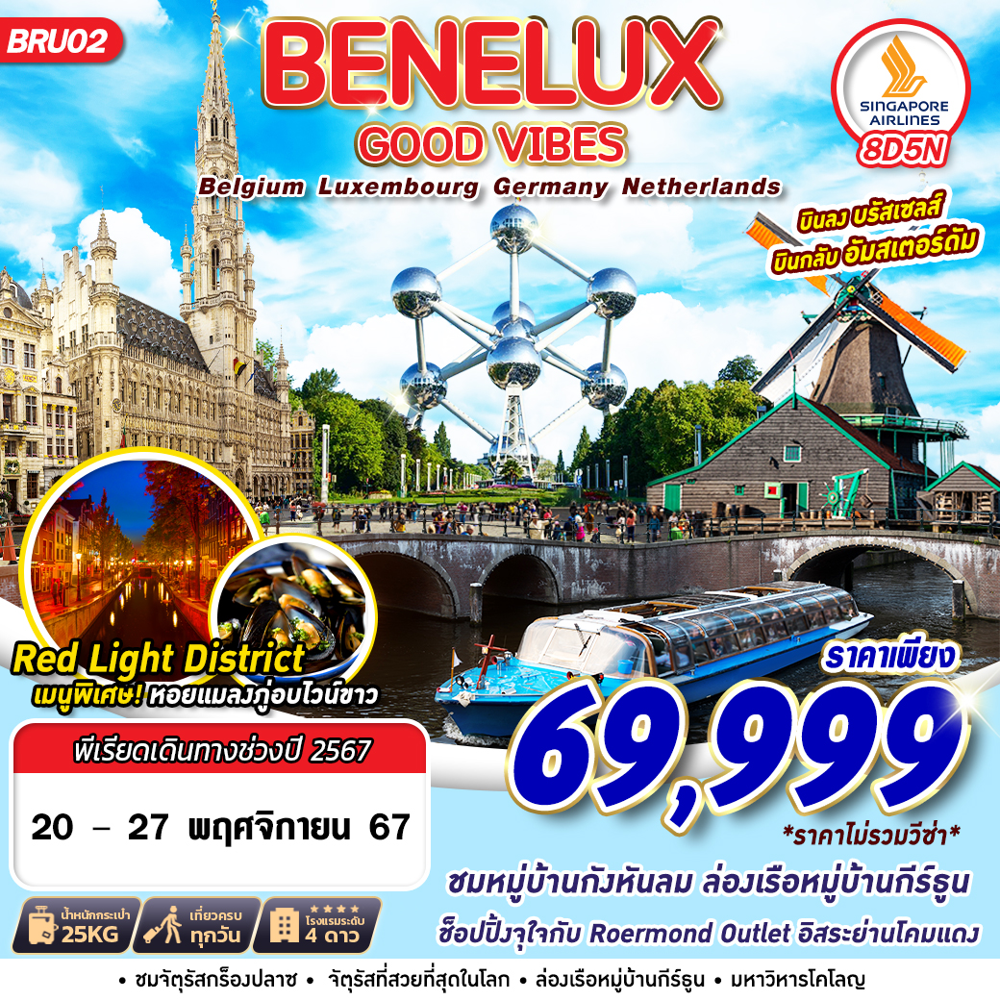 BRU02
BENELUX
GOOD VIBES
Belgium Luxembourg Germany Netherlands
SINGAPORE
AIRLINES
8D5N
บินลง บรัสเซลส์
บินกลับ อัมสเตอร์ดัม
Red Light District
เมนูพิเศษ! หอยแมลงภู่อบไวน์ขาว
ราคาเพียง
69,999
*ราคาไม่รวมวีซ่า*
พีเรียดเดินทางช่วงปี 2567
20 – 27 พฤศจิกายน 67
ชมหมู่บ้านกังหันลม ล่องเรือหมู่บ้านกีร์ธูน
ช็อปปิ้งจุใจกับ Roermond Outlet อิสระย่านโคมแดง
น้ำหนักกระเป๋า
25KG
เที่ยวครบ
ทุกวัน
โรงแรมระดับ
4 ดาว
• ชมจัตุรัสกร็องปลาซ • จัตุรัสที่สวยที่สุดในโลก • ล่องเรือหมู่บ้านกีร์ธูน • มหาวิหารโคโลญ